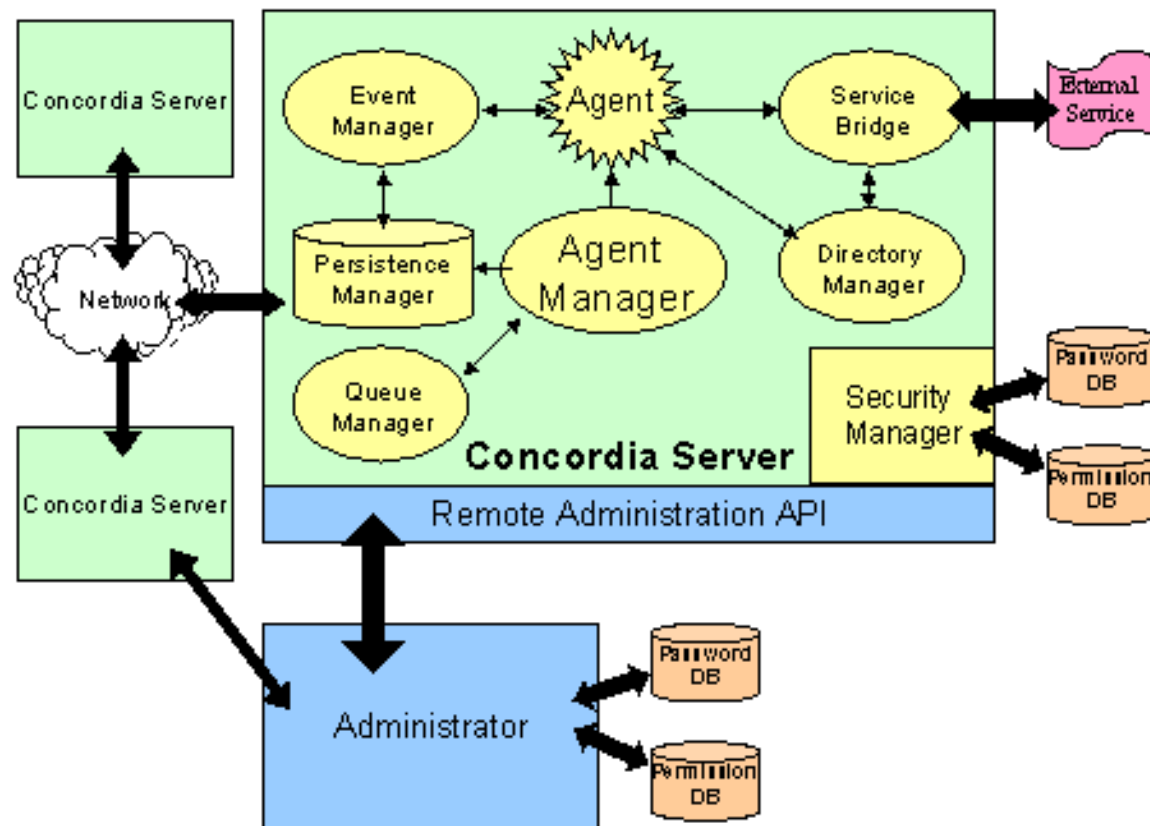 Concordia Server
Event
Manager
Agent
Service
Bridge
External
Service
Network
Persistence
Manager
Agent
Manager
Directory
Manager
Queue
Manager
Security
Manager
Password
DB
Permission
DB
Concordia Server
Concordia Server
Remote Administration API
Administrator
Password
DB
Permission
DB